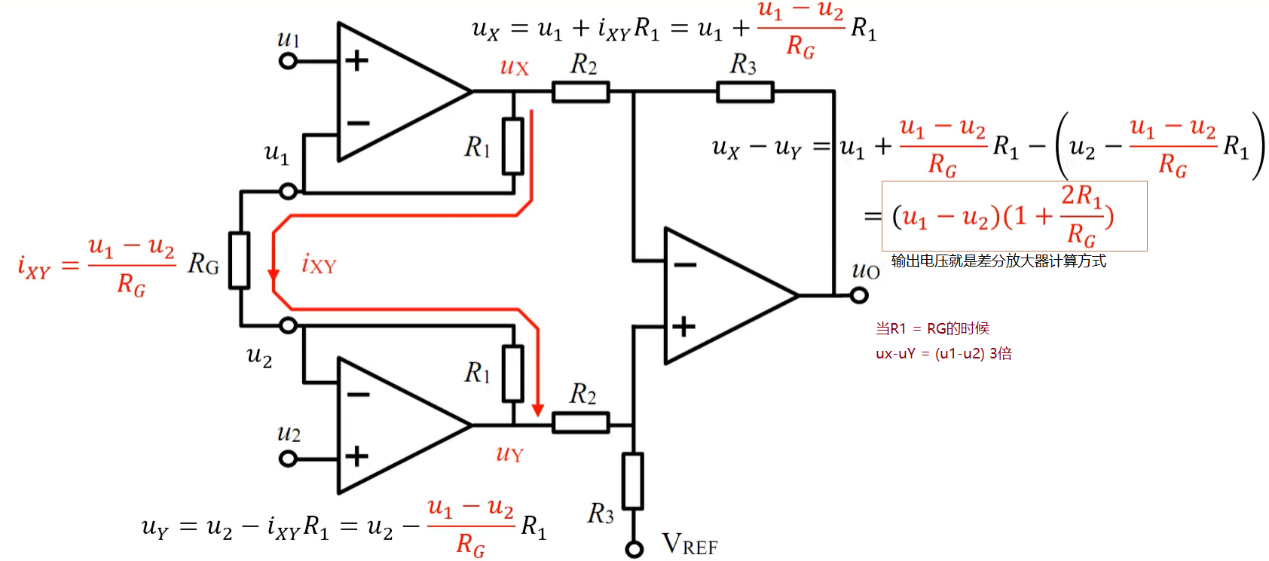 u_X = u_1 + i_{XY}R_1 = u_1 + \frac{u_1 - u_2}{R_G} R_1
u1
+
uX
R2
R3
−
R1
u_1
u_X − u_Y = u_1 + \frac{u_1 - u_2}{R_G} R_1 − (u_2 − \frac{u_1 - u_2}{R_G} R_1)
= (u_1 − u_2)(1 + \frac{2R_1}{R_G})
输出电压就是差分放大器计算方式
i_{XY} = \frac{u_1 - u_2}{R_G}
RG
iXY
−
+
uO
当R1 = RG的时候
ux-uY = (u1-u2) 3倍
u_2
R1
−
R2
u2
+
uY
R3
VREF
u_Y = u_2 − i_{XY}R_1 = u_2 − \frac{u_1 - u_2}{R_G} R_1